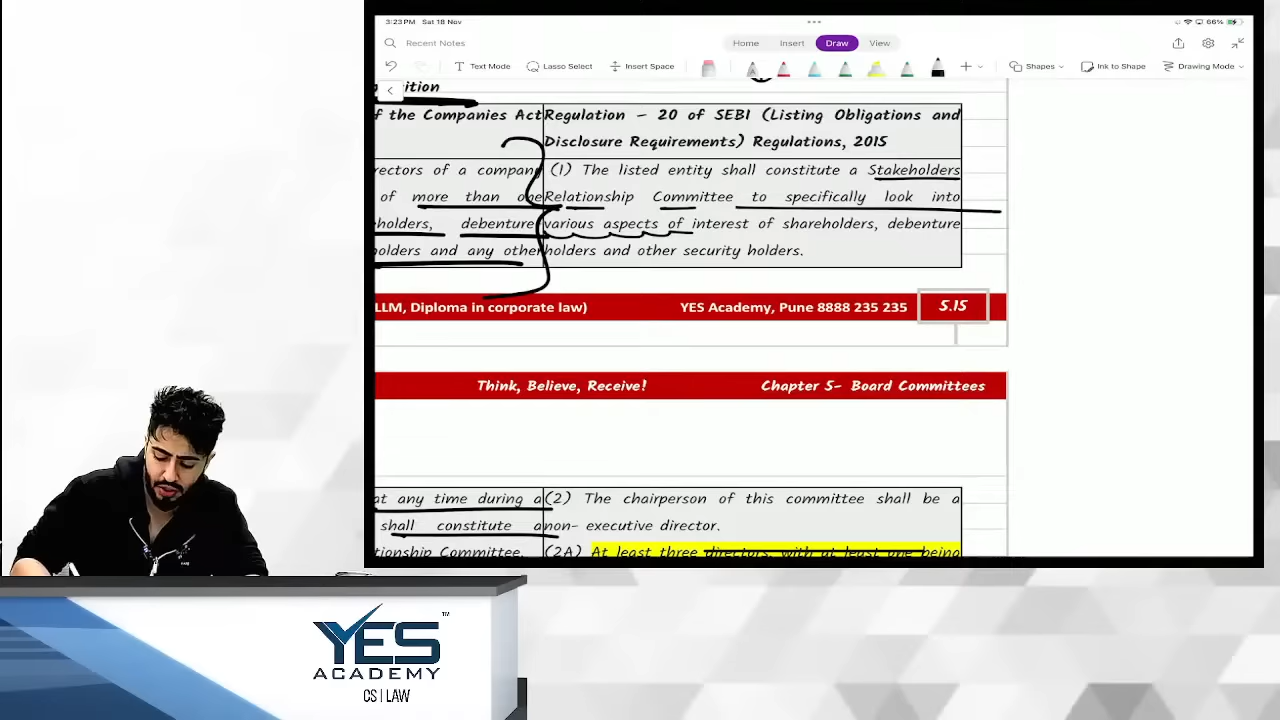 3:23 PM Sat 18 Nov
66%
Recent Notes
Home Insert Draw View
Text Mode Lasso Select Insert Space Shapes Ink to Shape Drawing Mode
ition
f the Companies Act Regulation – 20 of SEBI (Listing Obligations and
Disclosure Requirements) Regulations, 2015
rectors of a company (1) The listed entity shall constitute a Stakeholders
of more than one Relationship Committee to specifically look into
eholders, debenture various aspects of interest of shareholders, debenture
holders and any other holders and other security holders.
LLM, Diploma in corporate law) YES Academy, Pune 8888 235 235 5.15
Think, Believe, Receive! Chapter 5- Board Committees
at any time during a (2) The chairperson of this committee shall be a
shall constitute a non- executive director.
tionship Committee. (2A) At least three directors, with at least one being
YES
TM
ACADEMY
CS | LAW